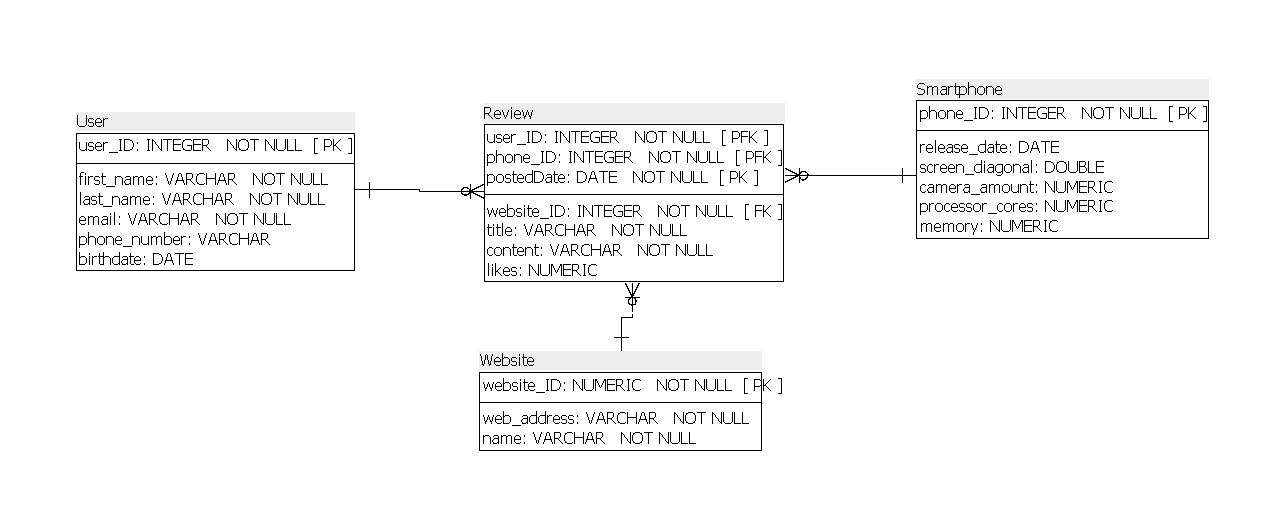 User
user_ID: INTEGER NOT NULL [ PK ]
first_name: VARCHAR NOT NULL
last_name: VARCHAR NOT NULL
email: VARCHAR NOT NULL
phone_number: VARCHAR
birthdate: DATE
Review
user_ID: INTEGER NOT NULL [ PFK ]
phone_ID: INTEGER NOT NULL [ PFK ]
postedDate: DATE NOT NULL [ PK ]
website_ID: INTEGER NOT NULL [ FK ]
title: VARCHAR NOT NULL
content: VARCHAR NOT NULL
likes: NUMERIC
Smartphone
phone_ID: INTEGER NOT NULL [ PK ]
release_date: DATE
screen_diagonal: DOUBLE
camera_amount: NUMERIC
processor_cores: NUMERIC
memory: NUMERIC
Website
website_ID: NUMERIC NOT NULL [ PK ]
web_address: VARCHAR NOT NULL
name: VARCHAR NOT NULL